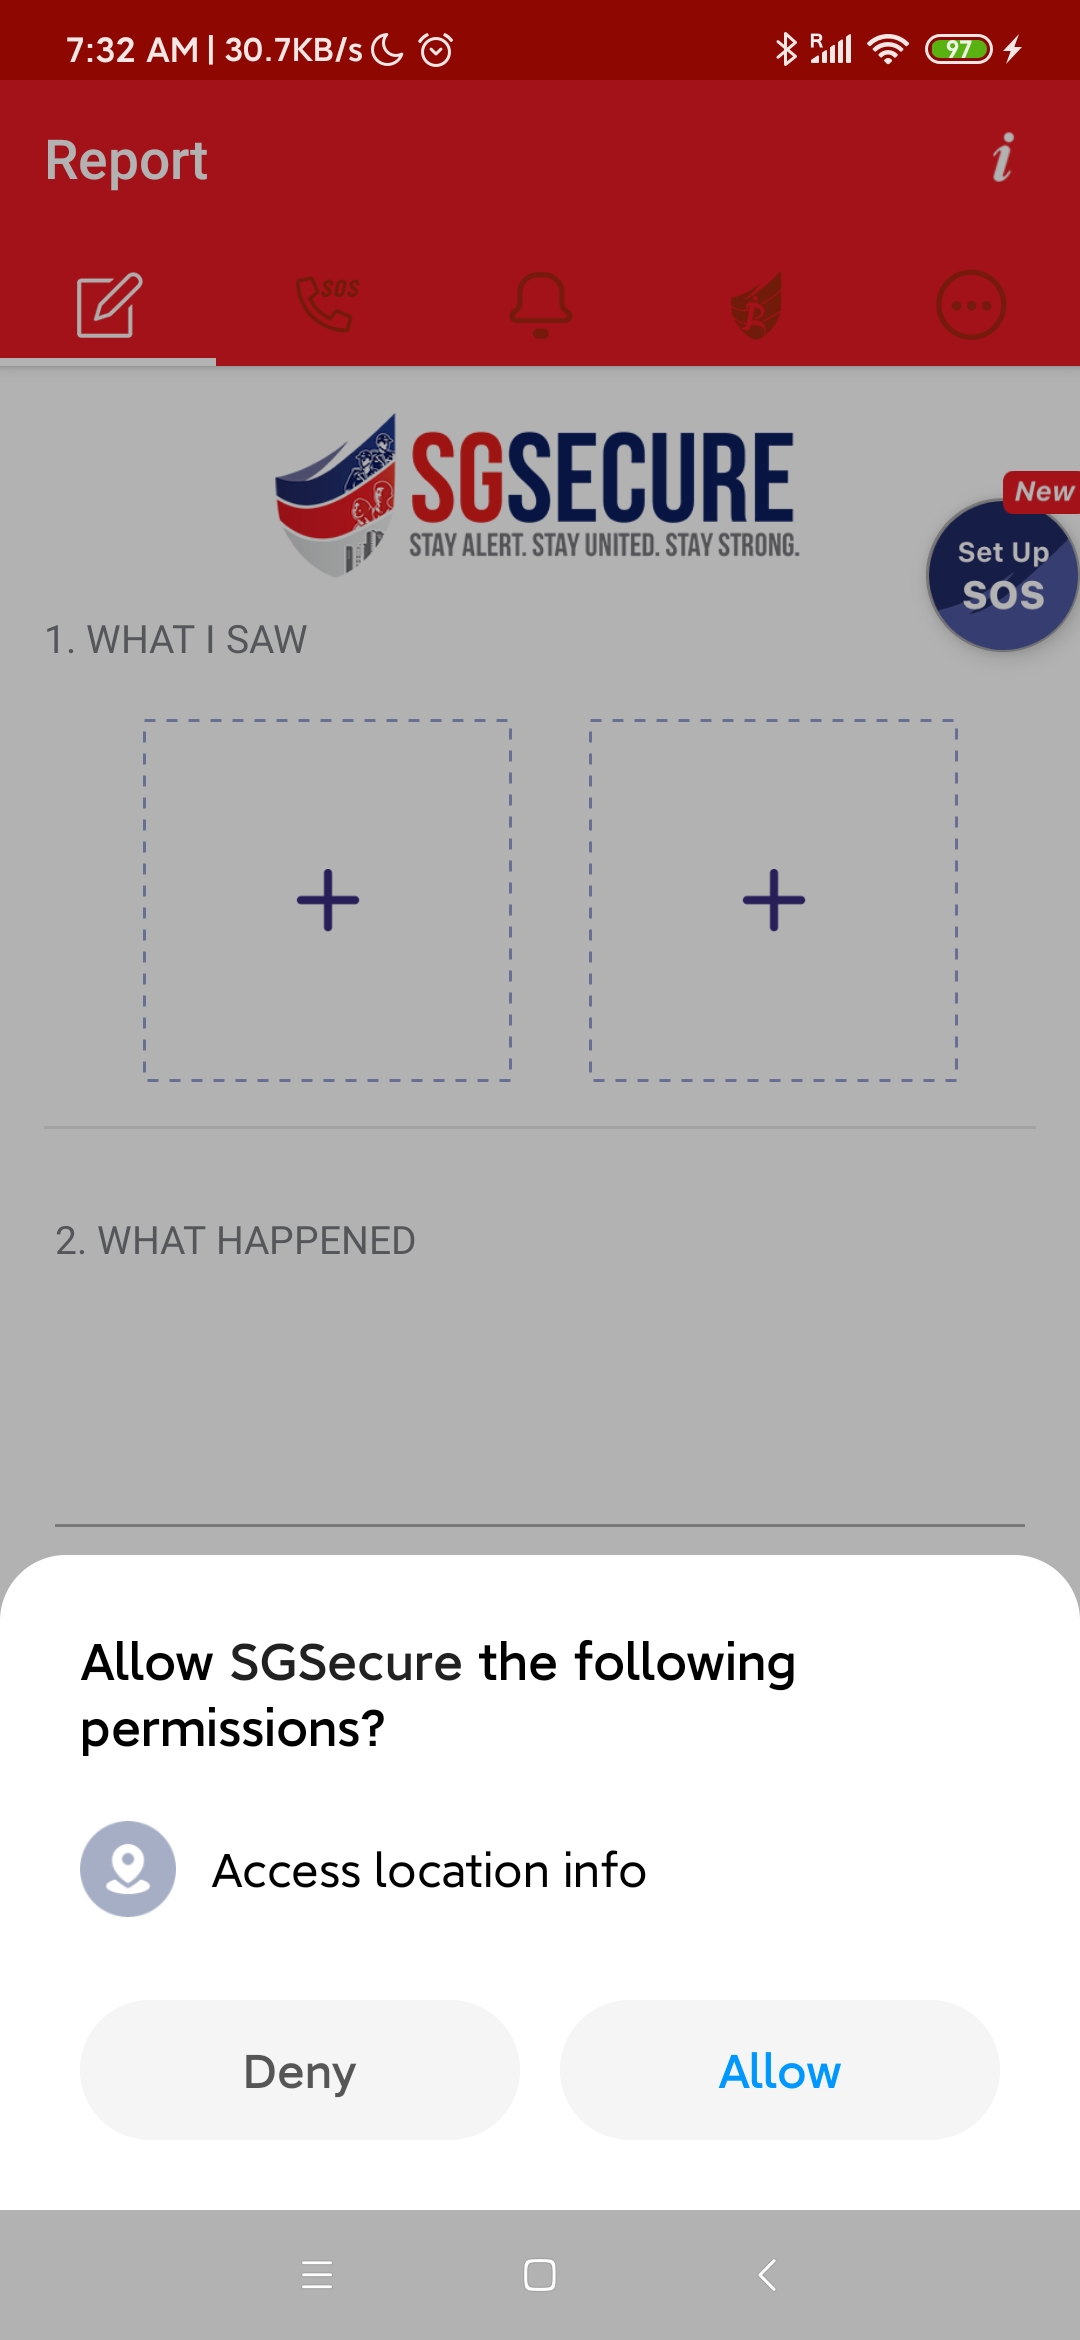 7:32 AM | 30.7KB/s
R
97
Report
SOS
R
SGSECURE
STAY ALERT. STAY UNITED. STAY STRONG.
New
Set Up
SOS
1. WHAT I SAW
2. WHAT HAPPENED
Allow SGSecure the following
permissions?
Access location info
Deny
Allow